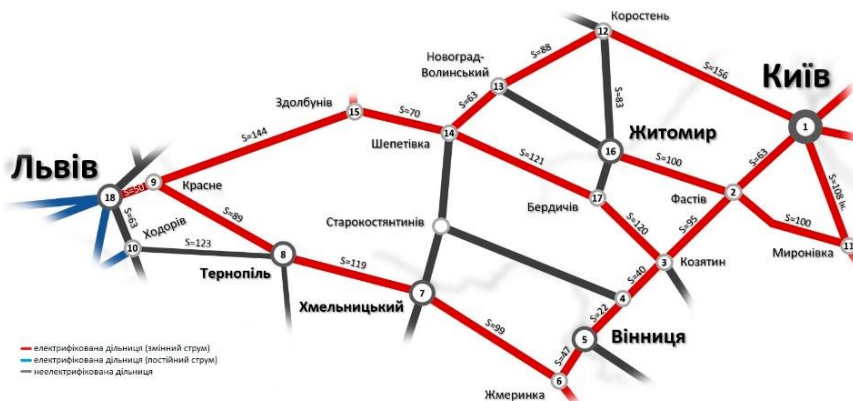 Коростень
12
S=88
S=156
Новоград-
Волинський
13
Київ
1
Здолбунів
15
S=70
S=63
S=83
S=144
14
Шепетівка
Житомир
16
S=100
S=63
S=108 ік.
Львів
18
S=50
9
Красне
S=121
2
Фастів
17
Бердичів
S=63
Ходорів
10
S=89
S=123
Старокостянтинів
S=120
S=95
S=100
Миронівка
11
8
Тернопіль
S=119
3
Козятин
Хмельницький
7
S=40
4
S=22
S=99
5
Вінниця
S=47
6
Жмеринка
електрифікована дільниця (змінний струм)
електрифікована дільниця (постійний струм)
неелектрифікована дільниця